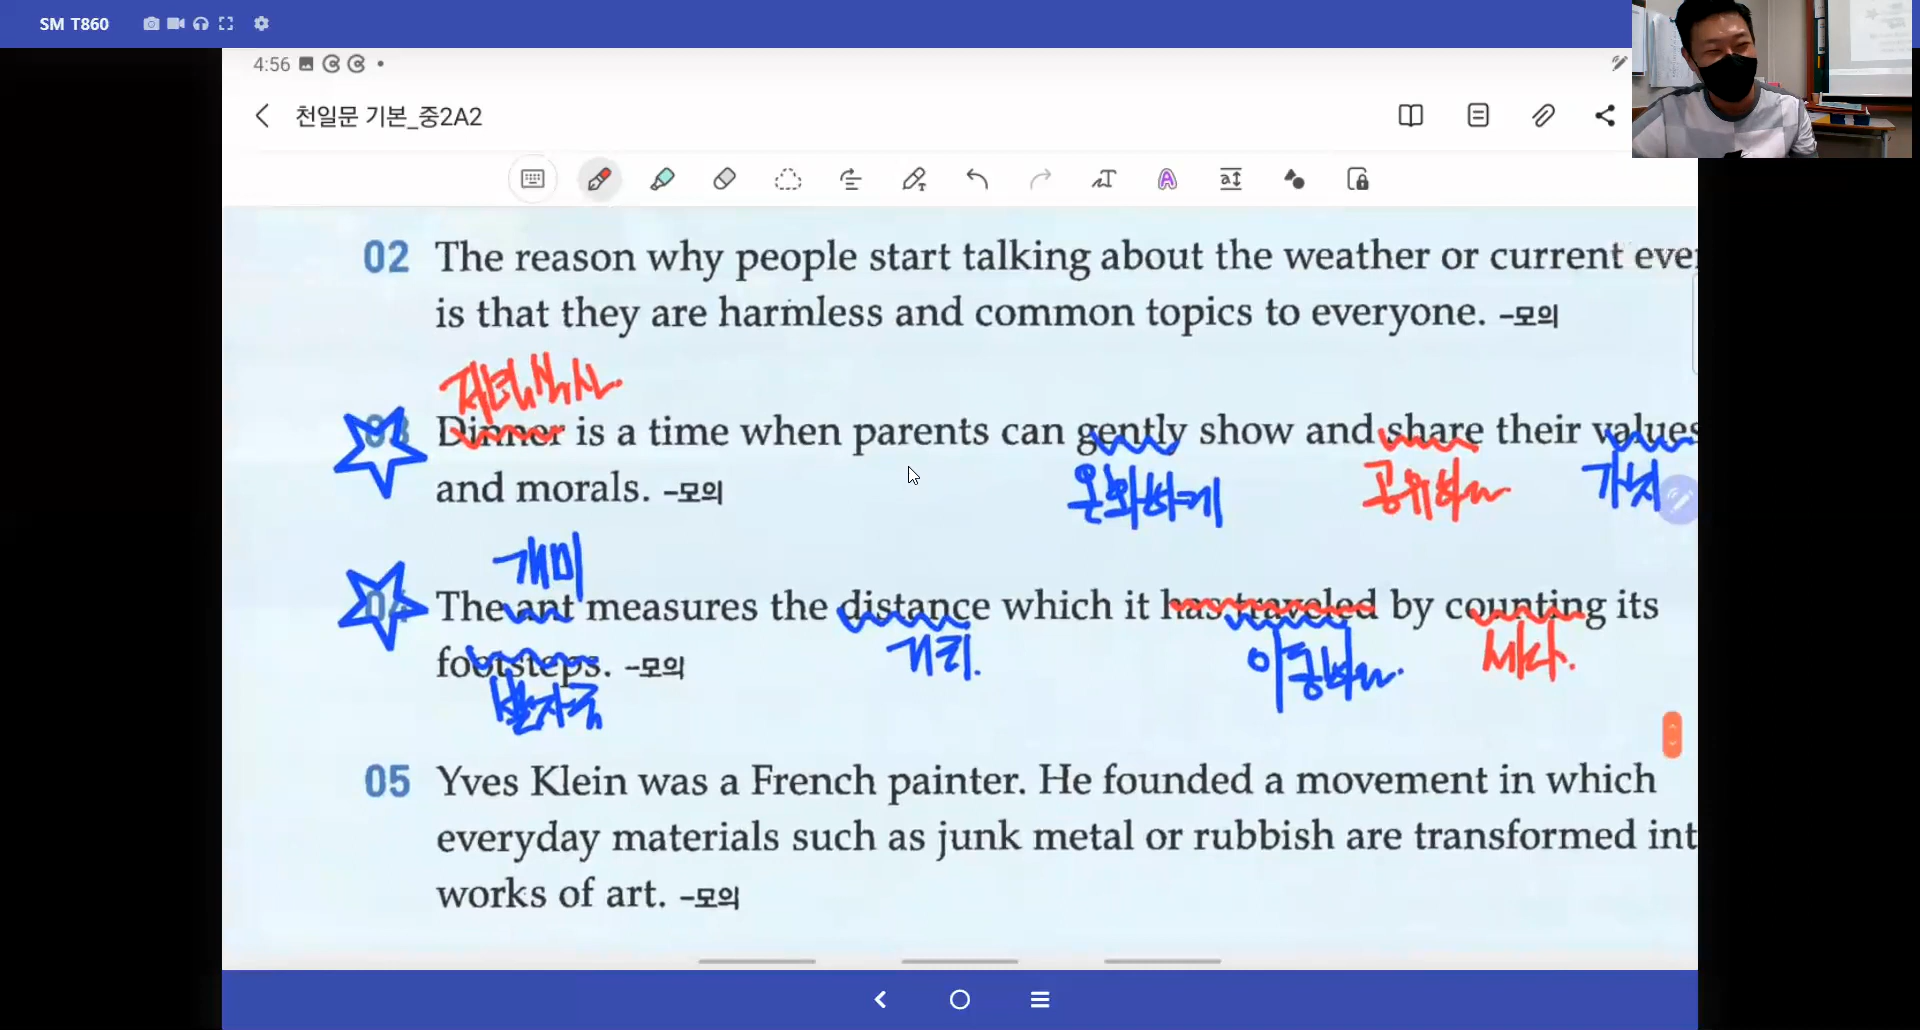 SM T860
4:56
천일문 기본_중2A2
02 The reason why people start talking about the weather or current eve
is that they are harmless and common topics to everyone. –모의
저녁식사
03 Dinner is a time when parents can gently show and share their values
and morals. –모의
온화하게 공유하다 가치
개미
04 The ant measures the distance which it has traveled by counting its
footsteps. –모의
거리. 이동하다. 세다.
발자국
05 Yves Klein was a French painter. He founded a movement in which
everyday materials such as junk metal or rubbish are transformed int
works of art. –모의